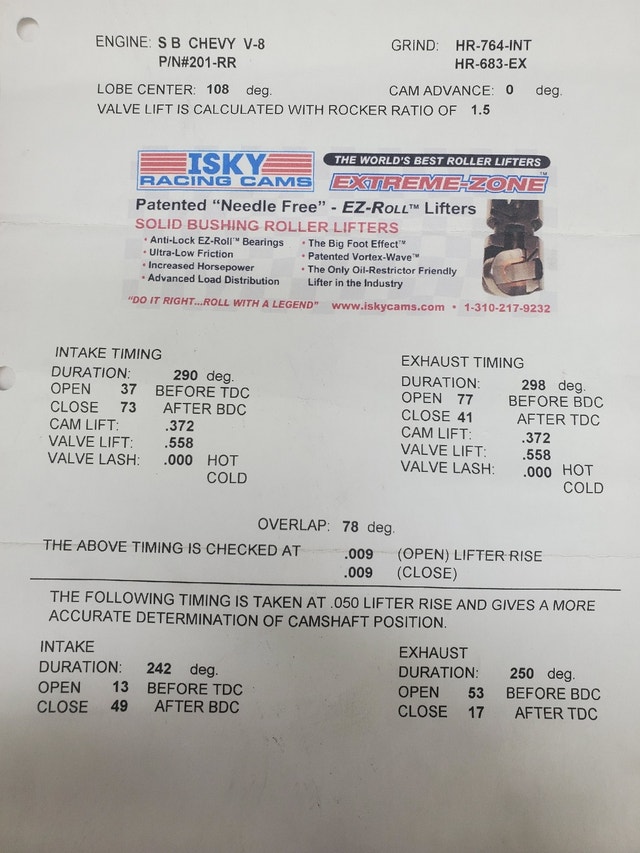 ENGINE: S B CHEVY V-8 GRIND: HR-764-INT
P/N#201-RR HR-683-EX
LOBE CENTER: 108 deg. CAM ADVANCE: 0 deg.
VALVE LIFT IS CALCULATED WITH ROCKER RATIO OF 1.5
ISKY
RACING CAMS
THE WORLD'S BEST ROLLER LIFTERS
EXTREME-ZONE™
Patented "Needle Free" - EZ-ROLL™ Lifters
SOLID BUSHING ROLLER LIFTERS
• Anti-Lock EZ-Roll™ Bearings
• Ultra-Low Friction
• Increased Horsepower
• Advanced Load Distribution
• The Big Foot Effect™
• Patented Vortex-Wave™
• The Only Oil-Restrictor Friendly
Lifter in the Industry
"DO IT RIGHT...ROLL WITH A LEGEND" www.iskycams.com • 1-310-217-9232
INTAKE TIMING
DURATION: 290 deg.
OPEN 37 BEFORE TDC
CLOSE 73 AFTER BDC
CAM LIFT: .372
VALVE LIFT: .558
VALVE LASH: .000 HOT
COLD
EXHAUST TIMING
DURATION: 298 deg.
OPEN 77 BEFORE BDC
CLOSE 41 AFTER TDC
CAM LIFT: .372
VALVE LIFT: .558
VALVE LASH: .000 HOT
COLD
OVERLAP: 78 deg.
THE ABOVE TIMING IS CHECKED AT .009 (OPEN) LIFTER RISE
.009 (CLOSE)
THE FOLLOWING TIMING IS TAKEN AT .050 LIFTER RISE AND GIVES A MORE
ACCURATE DETERMINATION OF CAMSHAFT POSITION.
INTAKE
DURATION: 242 deg.
OPEN 13 BEFORE TDC
CLOSE 49 AFTER BDC
EXHAUST
DURATION: 250 deg.
OPEN 53 BEFORE BDC
CLOSE 17 AFTER TDC